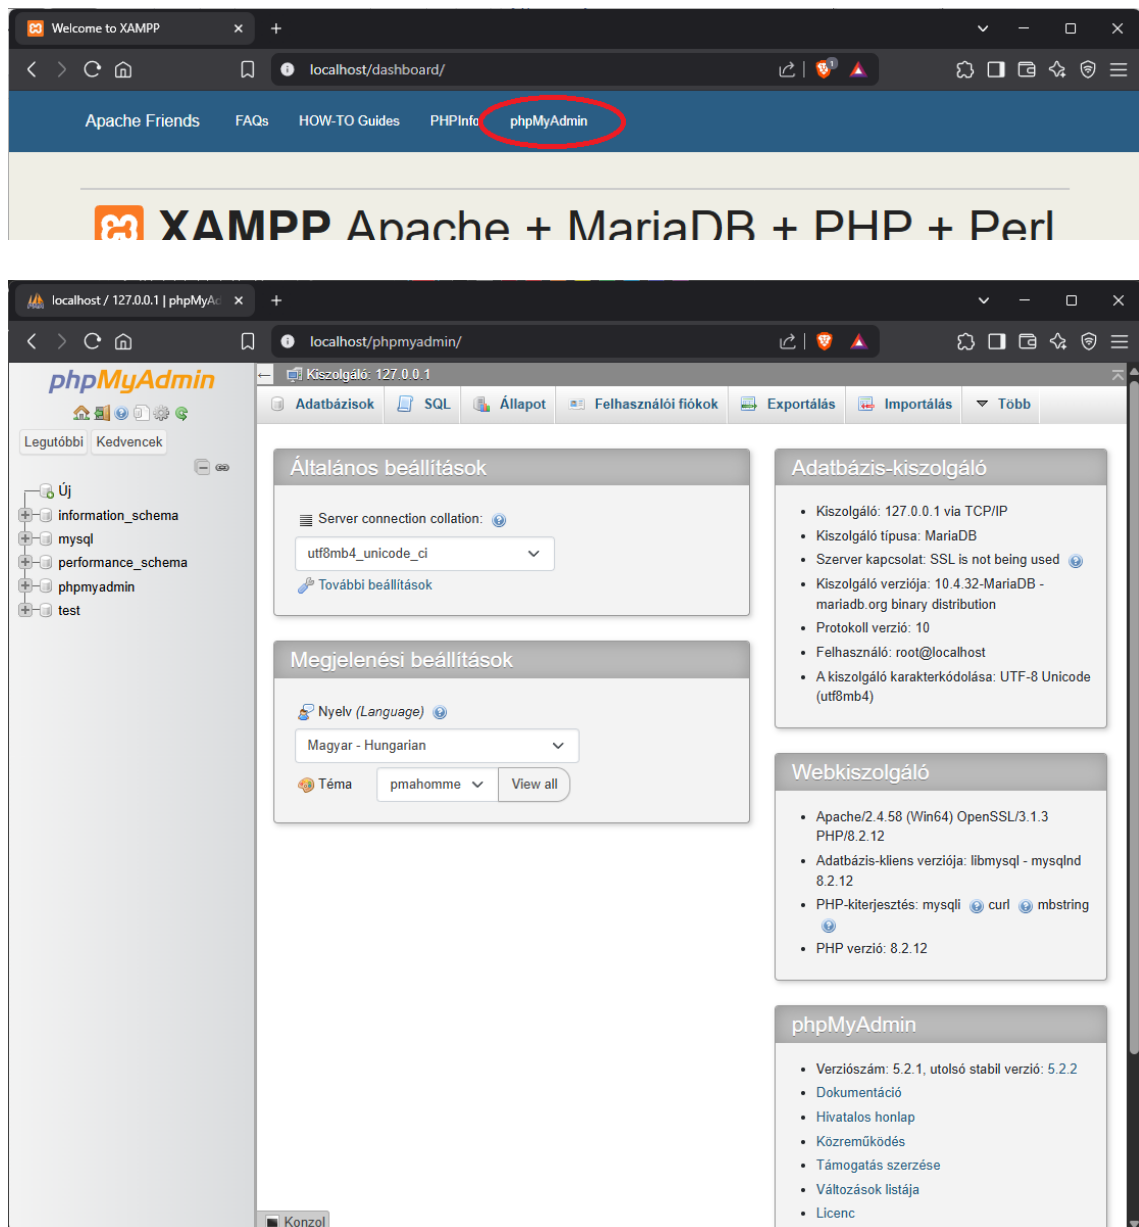 Welcome to XAMPP
localhost/dashboard/
1
Apache Friends FAQs HOW-TO Guides PHPInfo phpMyAdmin
XAMPP Apache + MariaDB + PHP + Perl
localhost / 127.0.0.1 | phpMyAd
localhost/phpmyadmin/
phpMyAdmin
Legutóbbi Kedvencek
Új
information_schema
mysql
performance_schema
phpmyadmin
test
Kiszolgáló: 127.0.0.1
Adatbázisok SQL Állapot Felhasználói fiókok Exportálás Importálás Több
Általános beállítások
Server connection collation:
utf8mb4_unicode_ci
További beállítások
Megjelenési beállítások
Nyelv (Language)
Magyar - Hungarian
Téma pmahomme View all
Adatbázis-kiszolgáló
Kiszolgáló: 127.0.0.1 via TCP/IP
Kiszolgáló típusa: MariaDB
Szerver kapcsolat: SSL is not being used
Kiszolgáló verziója: 10.4.32-MariaDB -
mariadb.org binary distribution
Protokoll verzió: 10
Felhasználó: root@localhost
A kiszolgáló karakterkódolása: UTF-8 Unicode
(utf8mb4)
Webkiszolgáló
Apache/2.4.58 (Win64) OpenSSL/3.1.3
PHP/8.2.12
Adatbázis-kliens verziója: libmysql - mysqlnd
8.2.12
PHP-kiterjesztés: mysqli curl mbstring
PHP verzió: 8.2.12
phpMyAdmin
Verziószám: 5.2.1, utolsó stabil verzió: 5.2.2
Dokumentáció
Hivatalos honlap
Közreműködés
Támogatás szerzése
Változások listája
Licenc
Konzol